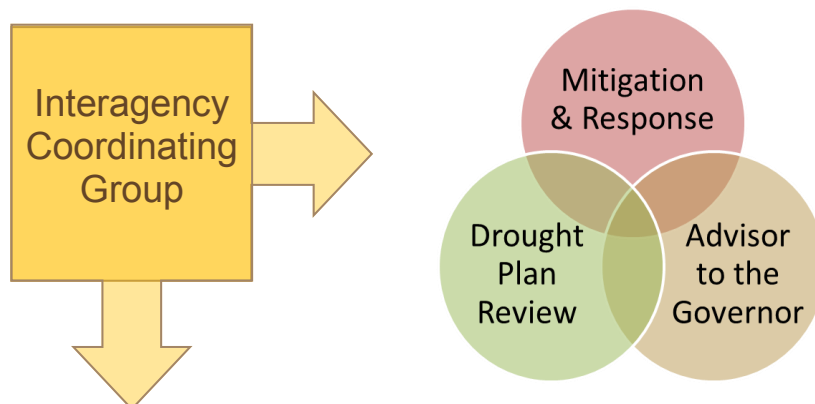 Interagency
Coordinating
Group
Mitigation
& Response
Drought
Plan
Review
Advisor
to the
Governor